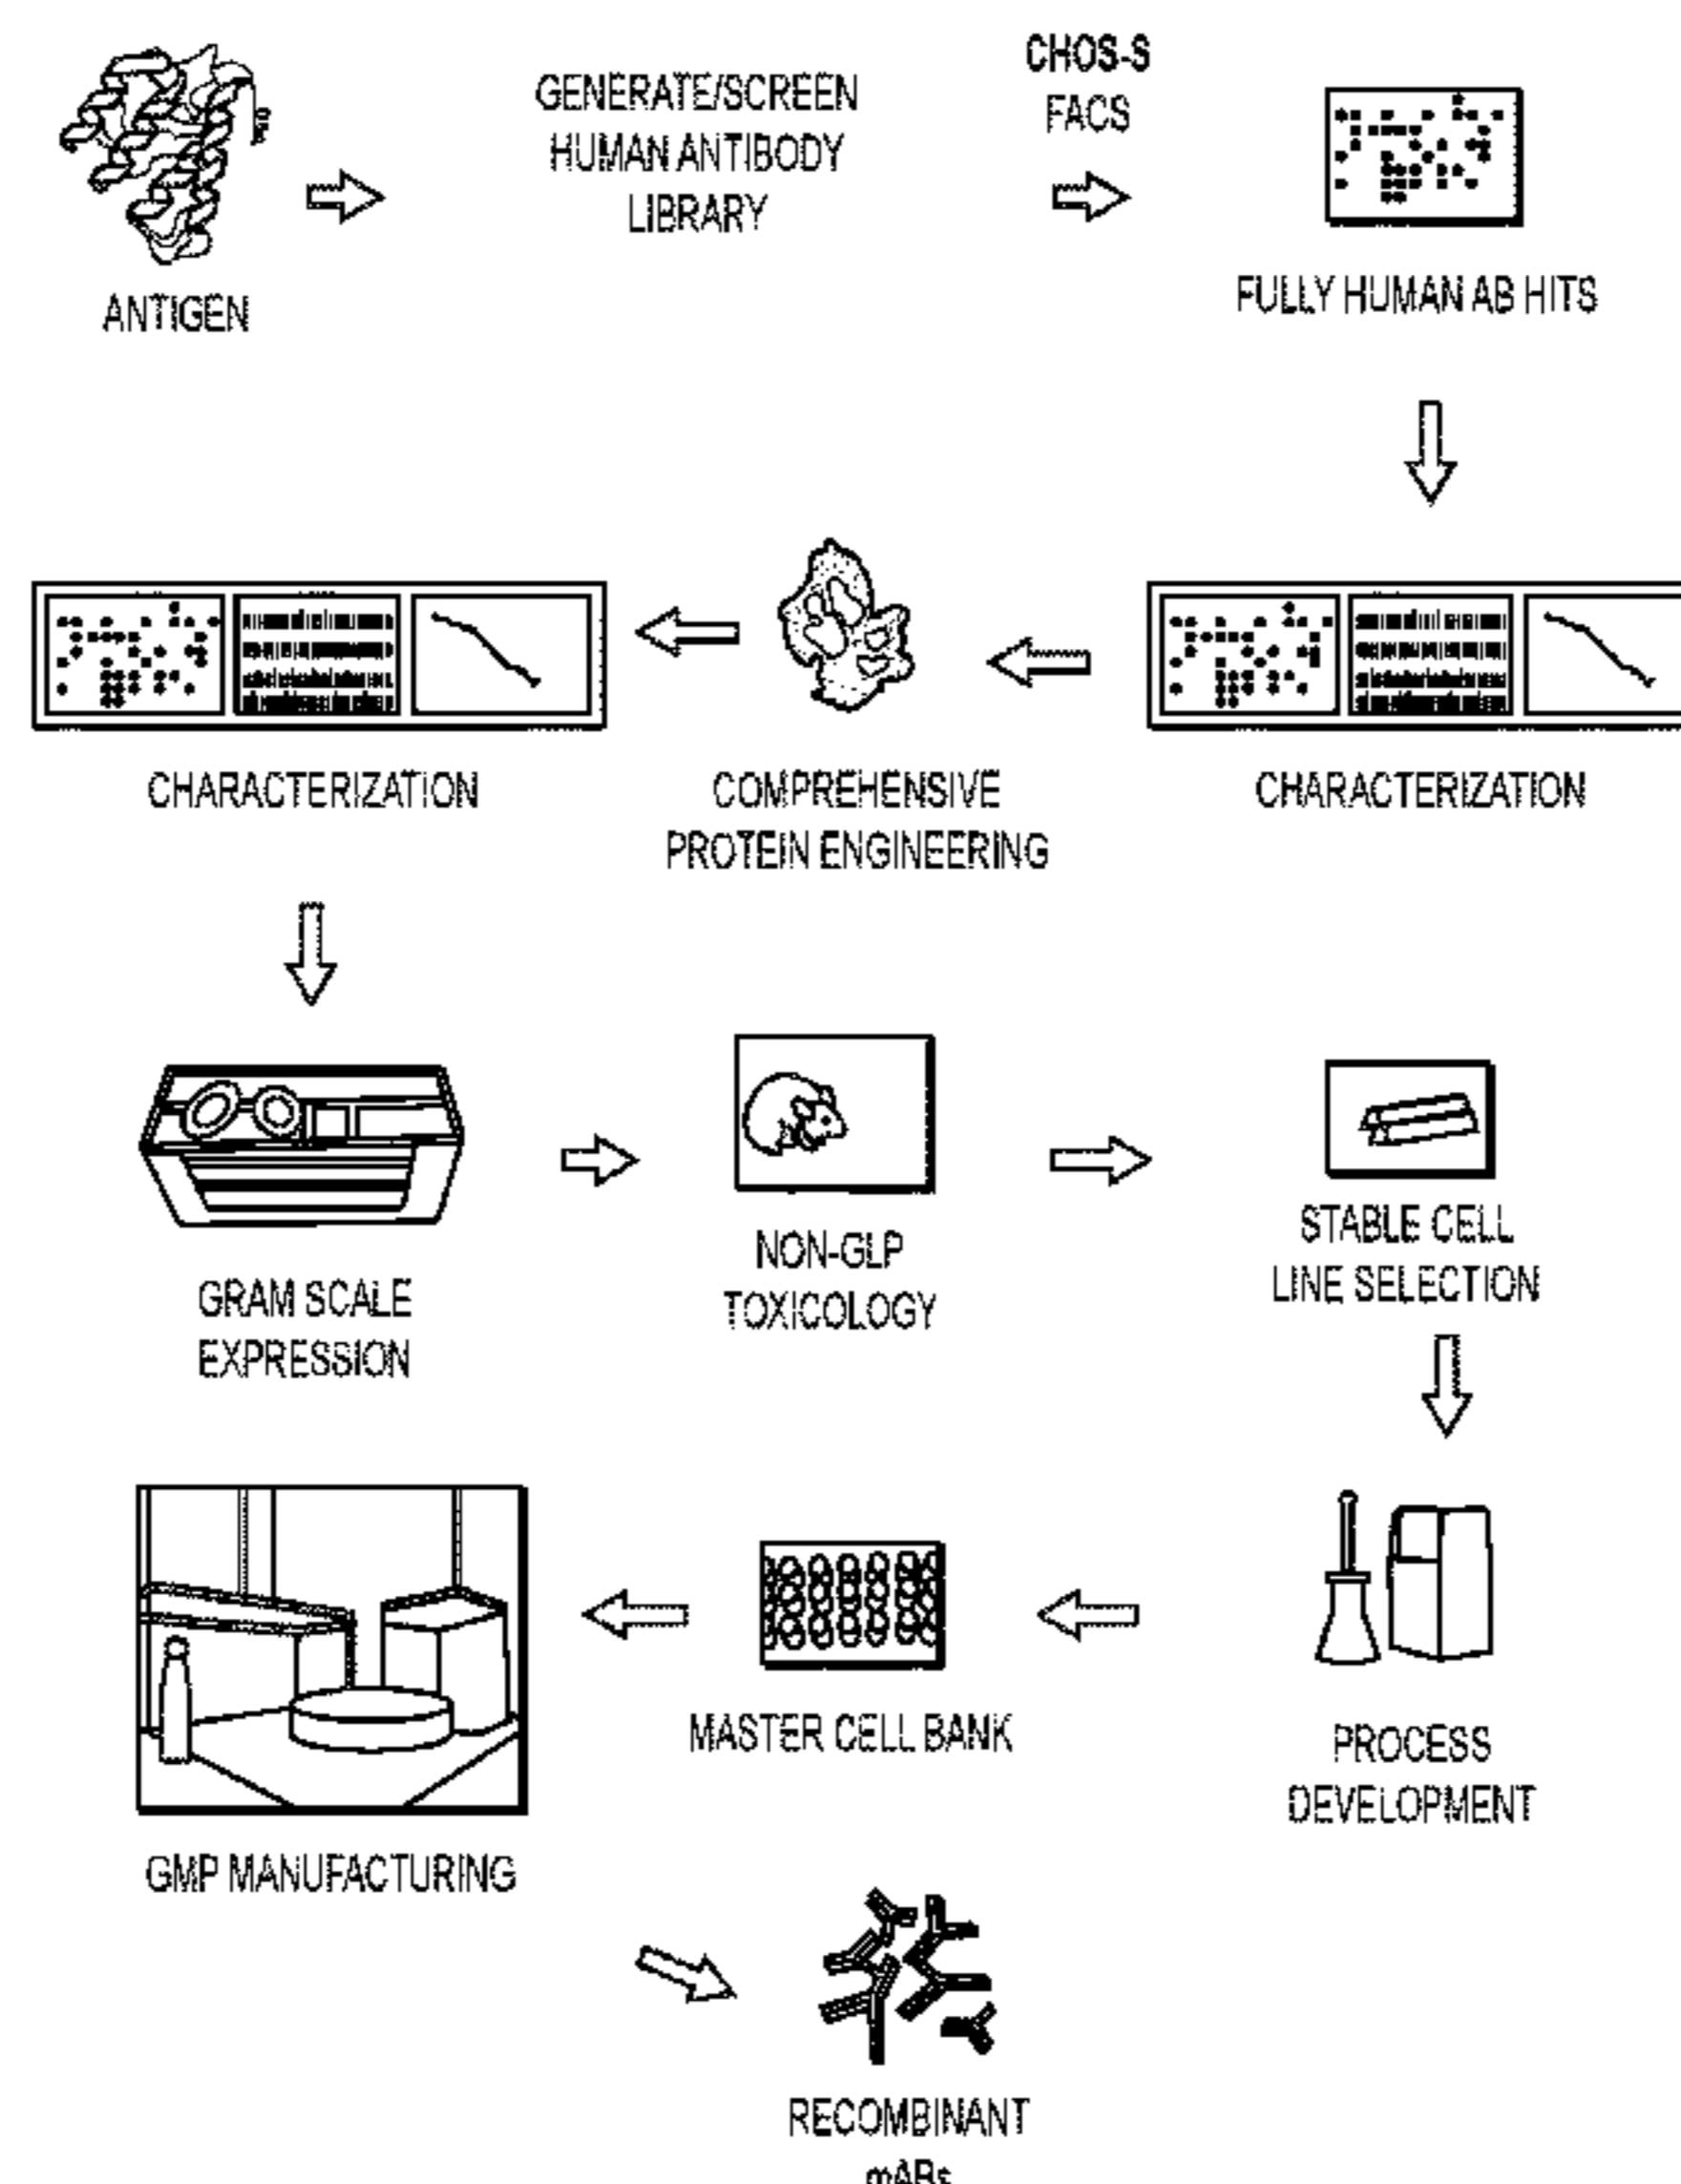 ANTIGEN
GENERATE/SCREEN
HUMAN ANTIBODY
LIBRARY
CHOS-S
FACS
FULLY HUMAN AB HITS
CHARACTERIZATION
COMPREHENSIVE
PROTEIN ENGINEERING
CHARACTERIZATION
GRAM SCALE
EXPRESSION
NON-GLP
TOXICOLOGY
STABLE CELL
LINE SELECTION
GMP MANUFACTURING
MASTER CELL BANK
PROCESS
DEVELOPMENT
RECOMBINANT
mABs